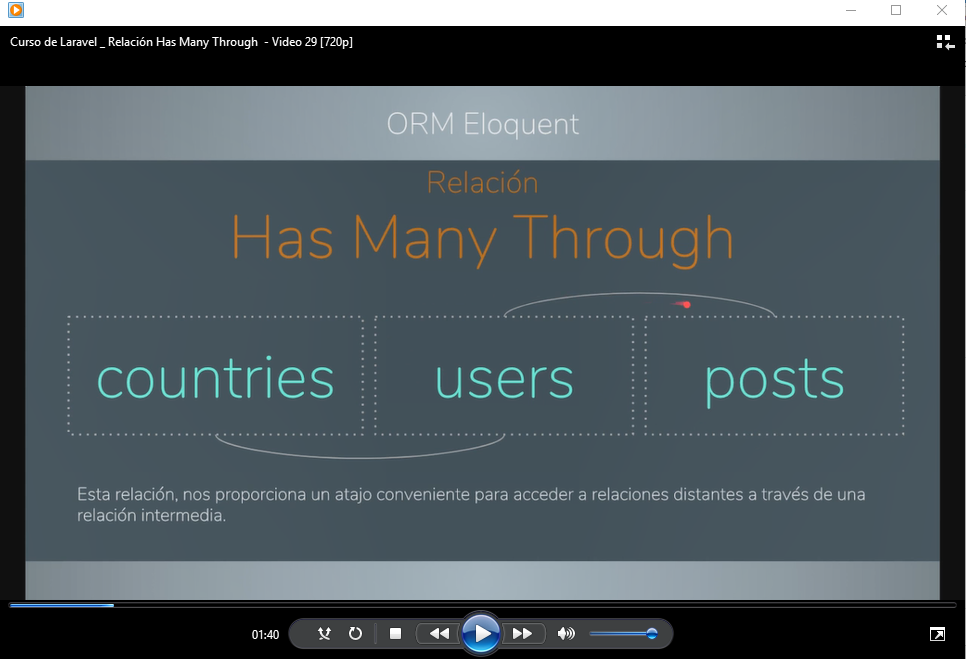 Curso de Laravel _ Relación Has Many Through - Video 29 [720p]
ORM Eloquent
Relación
Has Many Through
countries
users
posts
Esta relación, nos proporciona un atajo conveniente para acceder a relaciones distantes a través de una
relación intermedia.
01:40